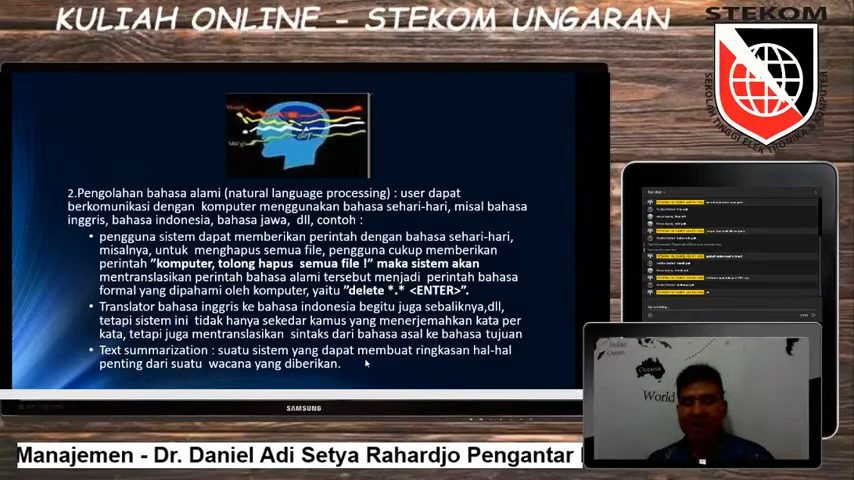 KULIAH ONLINE - STEKOM UNGARAN
STEKOM
SEKOLAH TINGGI ELEKTRONIKA & KOMPUTER
2.Pengolahan bahasa alami (natural language processing) : user dapat
berkomunikasi dengan komputer menggunakan bahasa sehari-hari, misal bahasa
inggris, bahasa indonesia, bahasa jawa, dll, contoh :
• pengguna sistem dapat memberikan perintah dengan bahasa sehari-hari,
misalnya, untuk menghapus semua file, pengguna cukup memberikan
perintah ”komputer, tolong hapus semua file !” maka sistem akan
mentranslasikan perintah bahasa alami tersebut menjadi perintah bahasa
formal yang dipahami oleh komputer, yaitu ”delete *.* <ENTER>”.
• Translator bahasa inggris ke bahasa indonesia begitu juga sebaliknya,dll,
tetapi sistem ini tidak hanya sekedar kamus yang menerjemahkan kata per
kata, tetapi juga mentranslasikan sintaks dari bahasa asal ke bahasa tujuan
• Text summarization : suatu sistem yang dapat membuat ringkasan hal-hal
penting dari suatu wacana yang diberikan.
SAMSUNG
Indian
Oceania
World
Manajemen - Dr. Daniel Adi Setya Rahardjo Pengantar